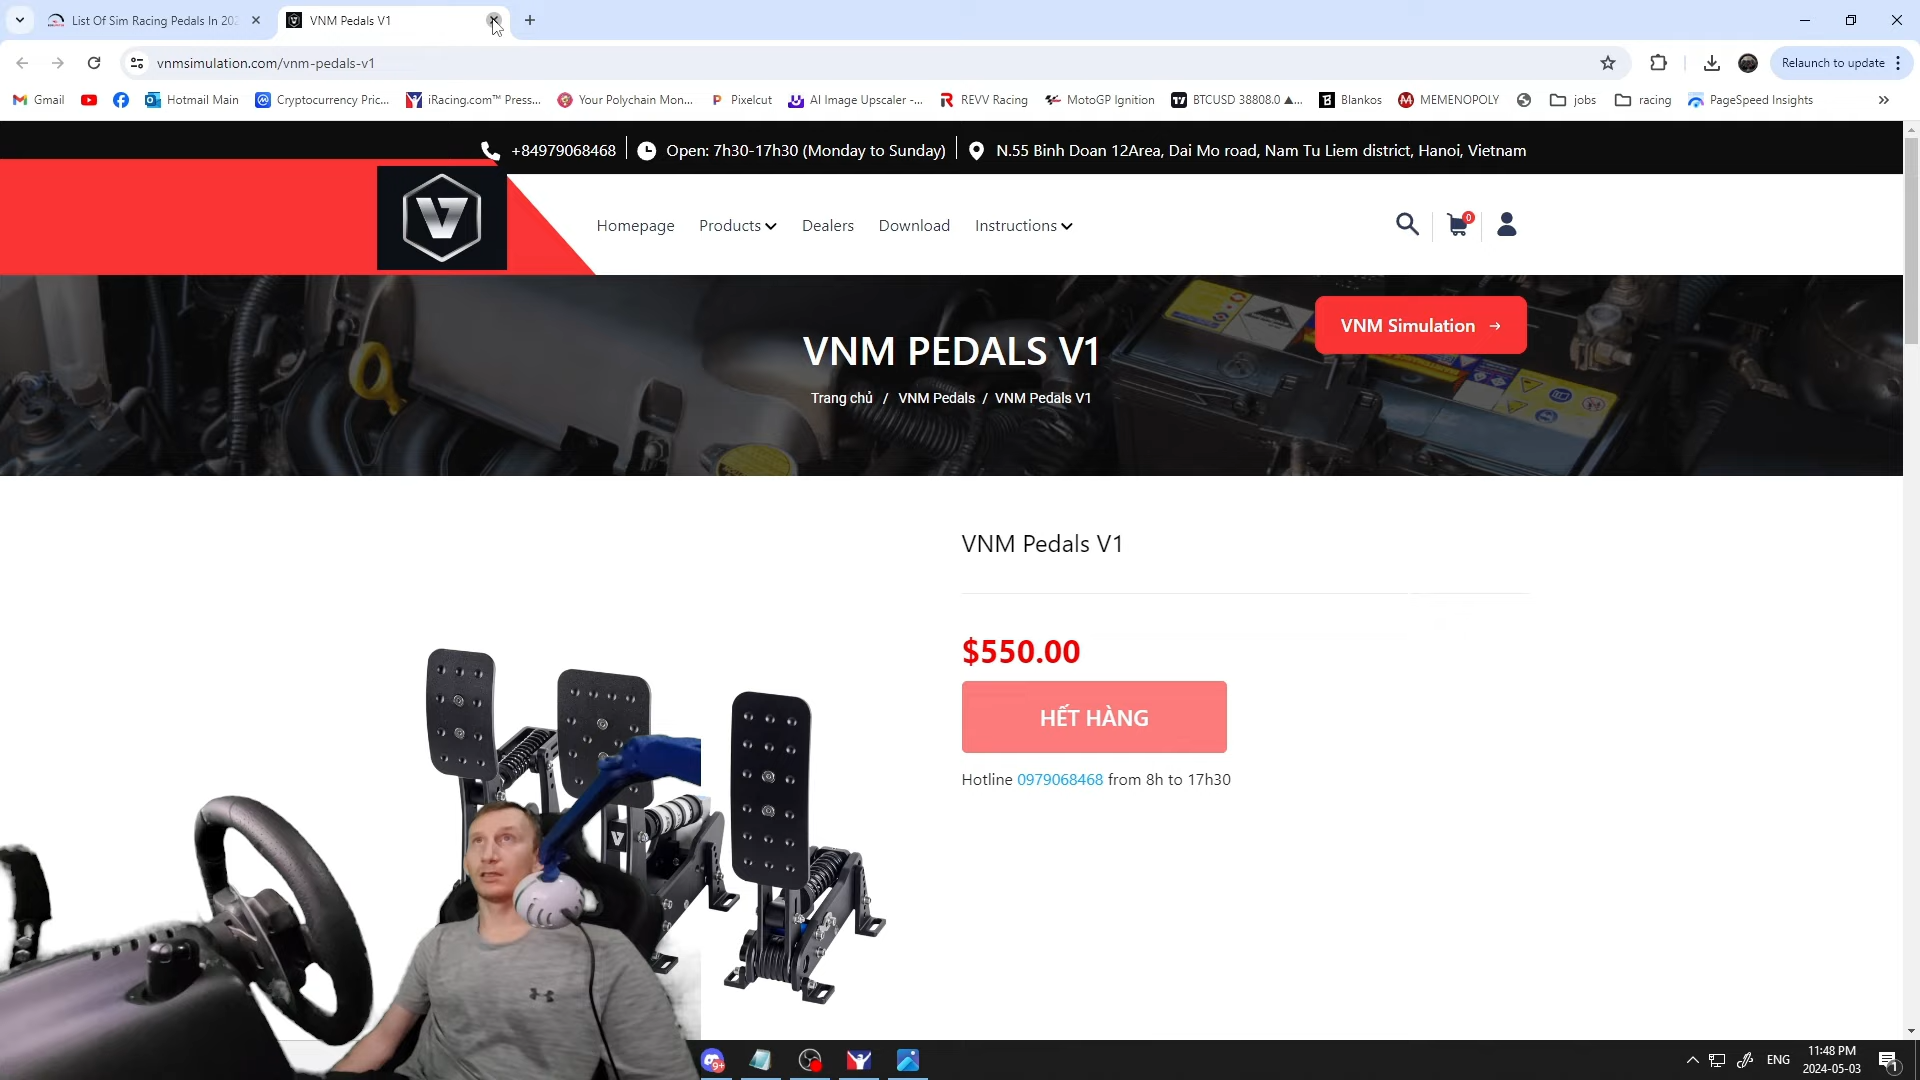 List Of Sim Racing Pedals In 202
VNM Pedals V1
vnmsimulation.com/vnm-pedals-v1
Relaunch to update
Gmail
Hotmail Main
Cryptocurrency Pric...
iRacing.com™ Press...
Your Polychain Mon...
Pixelcut
AI Image Upscaler -...
REVV Racing
MotoGP Ignition
BTCUSD 38808.0 ▲...
Blankos
MEMENOPOLY
jobs
racing
PageSpeed Insights
+84979068468
Open: 7h30-17h30 (Monday to Sunday)
N.55 Binh Doan 12Area, Dai Mo road, Nam Tu Liem district, Hanoi, Vietnam
Homepage
Products
Dealers
Download
Instructions
0
VNM Simulation →
VNM PEDALS V1
Trang chủ / VNM Pedals / VNM Pedals V1
VNM Pedals V1
$550.00
HẾT HÀNG
Hotline 0979068468 from 8h to 17h30
9+
ENG
11:48 PM
2024-05-03
1